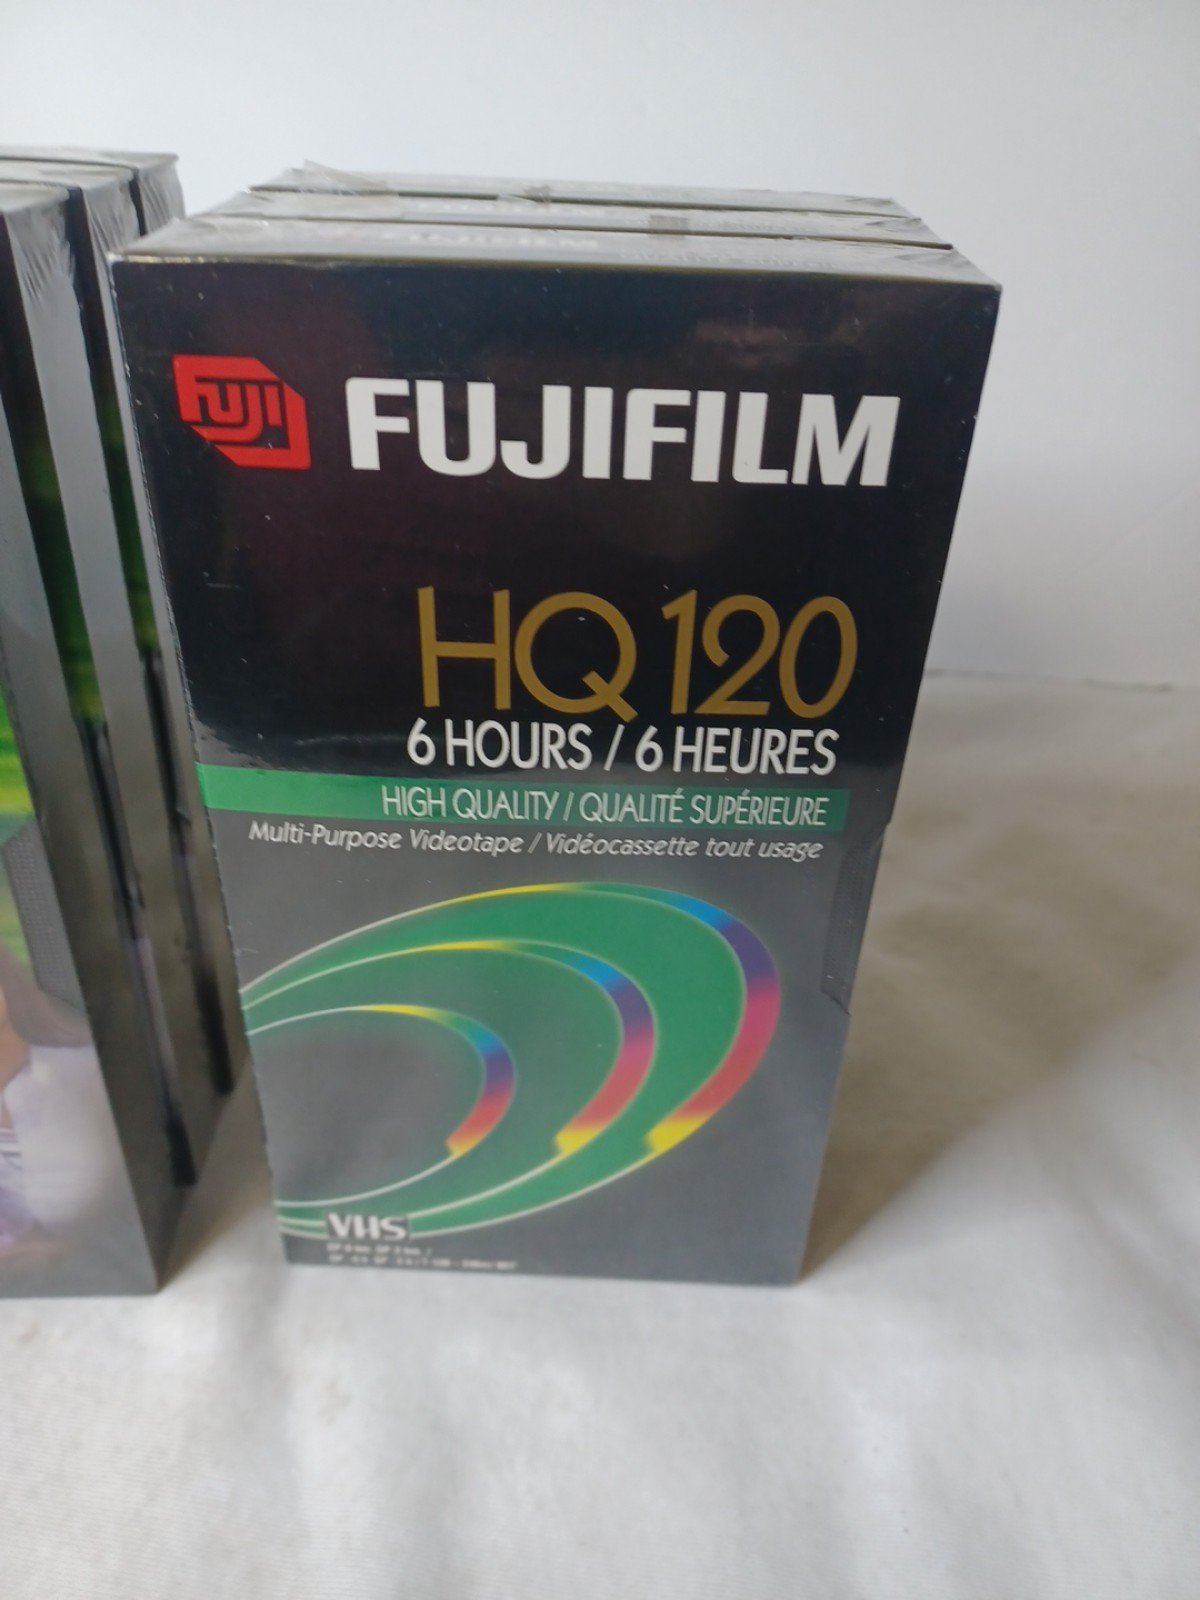 FUJIFILM
FUJI FUJIFILM
HQ 120
6 HOURS / 6 HEURES
HIGH QUALITY / QUALITÉ SUPÉRIEURE
Multi-Purpose Videotape / Vidéocassette tout usage
VHS